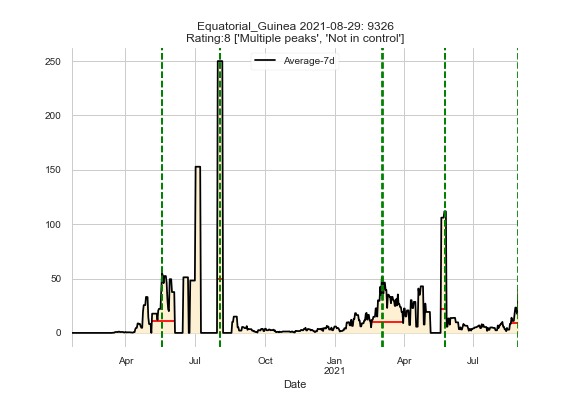 Equatorial_Guinea 2021-08-29: 9326
Rating:8 ['Multiple peaks', 'Not in control']
Average-7d
250
200
150
100
50
0
Apr
Jul
Oct
Jan
2021
Apr
Jul
Date